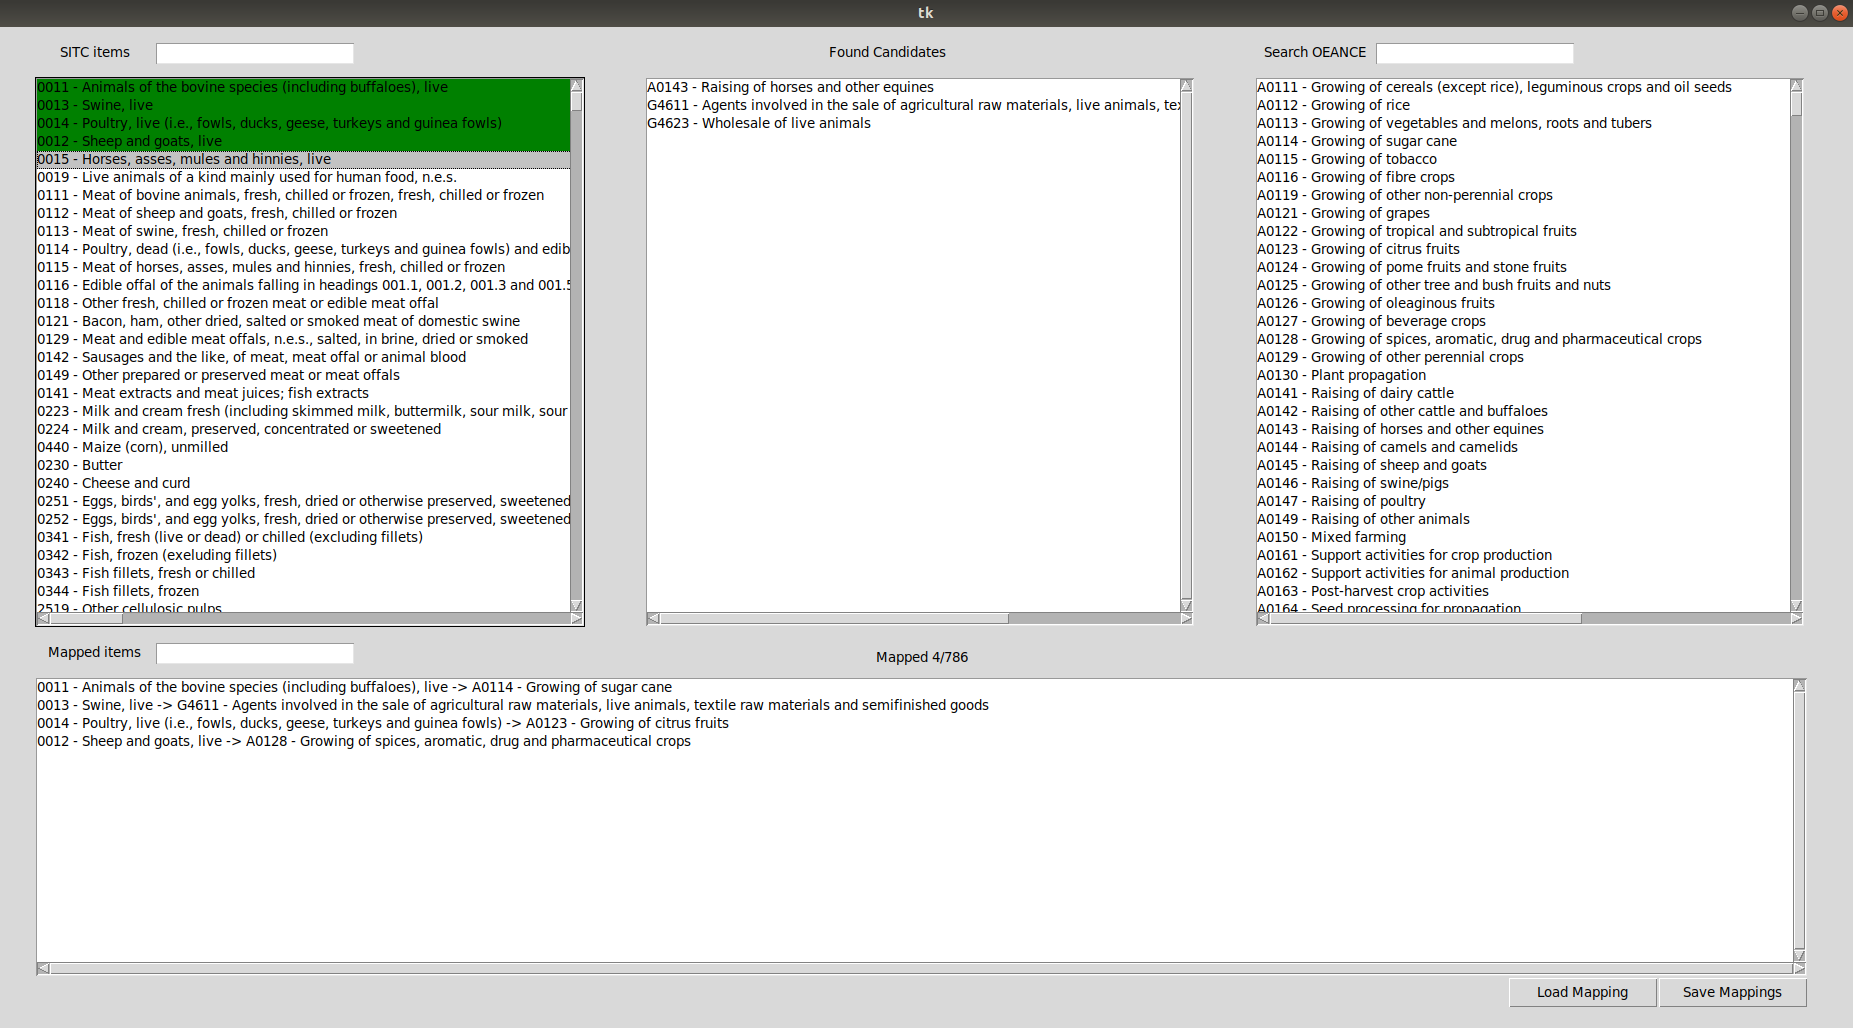 tk
SITC items
Found Candidates
Search OEANCE
0011 - Animals of the bovine species (including buffaloes), live
0013 - Swine, live
0014 - Poultry, live (i.e., fowls, ducks, geese, turkeys and guinea fowls)
0012 - Sheep and goats, live
0015 - Horses, asses, mules and hinnies, live
0019 - Live animals of a kind mainly used for human food, n.e.s.
0111 - Meat of bovine animals, fresh, chilled or frozen, fresh, chilled or frozen
0112 - Meat of sheep and goats, fresh, chilled or frozen
0113 - Meat of swine, fresh, chilled or frozen
0114 - Poultry, dead (i.e., fowls, ducks, geese, turkeys and guinea fowls) and edib
0115 - Meat of horses, asses, mules and hinnies, fresh, chilled or frozen
0116 - Edible offal of the animals falling in headings 001.1, 001.2, 001.3 and 001.5
0118 - Other fresh, chilled or frozen meat or edible meat offal
0121 - Bacon, ham, other dried, salted or smoked meat of domestic swine
0129 - Meat and edible meat offals, n.e.s., salted, in brine, dried or smoked
0142 - Sausages and the like, of meat, meat offal or animal blood
0149 - Other prepared or preserved meat or meat offals
0141 - Meat extracts and meat juices; fish extracts
0223 - Milk and cream fresh (including skimmed milk, buttermilk, sour milk, sour
0224 - Milk and cream, preserved, concentrated or sweetened
0440 - Maize (corn), unmilled
0230 - Butter
0240 - Cheese and curd
0251 - Eggs, birds', and egg yolks, fresh, dried or otherwise preserved, sweetened
0252 - Eggs, birds', and egg yolks, fresh, dried or otherwise preserved, sweetened
0341 - Fish, fresh (live or dead) or chilled (excluding fillets)
0342 - Fish, frozen (exeluding fillets)
0343 - Fish fillets, fresh or chilled
0344 - Fish fillets, frozen
2519 - Other cellulosic pulps
A0143 - Raising of horses and other equines
G4611 - Agents involved in the sale of agricultural raw materials, live animals, tex
G4623 - Wholesale of live animals
A0111 - Growing of cereals (except rice), leguminous crops and oil seeds
A0112 - Growing of rice
A0113 - Growing of vegetables and melons, roots and tubers
A0114 - Growing of sugar cane
A0115 - Growing of tobacco
A0116 - Growing of fibre crops
A0119 - Growing of other non-perennial crops
A0121 - Growing of grapes
A0122 - Growing of tropical and subtropical fruits
A0123 - Growing of citrus fruits
A0124 - Growing of pome fruits and stone fruits
A0125 - Growing of other tree and bush fruits and nuts
A0126 - Growing of oleaginous fruits
A0127 - Growing of beverage crops
A0128 - Growing of spices, aromatic, drug and pharmaceutical crops
A0129 - Growing of other perennial crops
A0130 - Plant propagation
A0141 - Raising of dairy cattle
A0142 - Raising of other cattle and buffaloes
A0143 - Raising of horses and other equines
A0144 - Raising of camels and camelids
A0145 - Raising of sheep and goats
A0146 - Raising of swine/pigs
A0147 - Raising of poultry
A0149 - Raising of other animals
A0150 - Mixed farming
A0161 - Support activities for crop production
A0162 - Support activities for animal production
A0163 - Post-harvest crop activities
A0164 - Seed processing for propagation
Mapped items
Mapped 4/786
0011 - Animals of the bovine species (including buffaloes), live -> A0114 - Growing of sugar cane
0013 - Swine, live -> G4611 - Agents involved in the sale of agricultural raw materials, live animals, textile raw materials and semifinished goods
0014 - Poultry, live (i.e., fowls, ducks, geese, turkeys and guinea fowls) -> A0123 - Growing of citrus fruits
0012 - Sheep and goats, live -> A0128 - Growing of spices, aromatic, drug and pharmaceutical crops
Load Mapping
Save Mappings